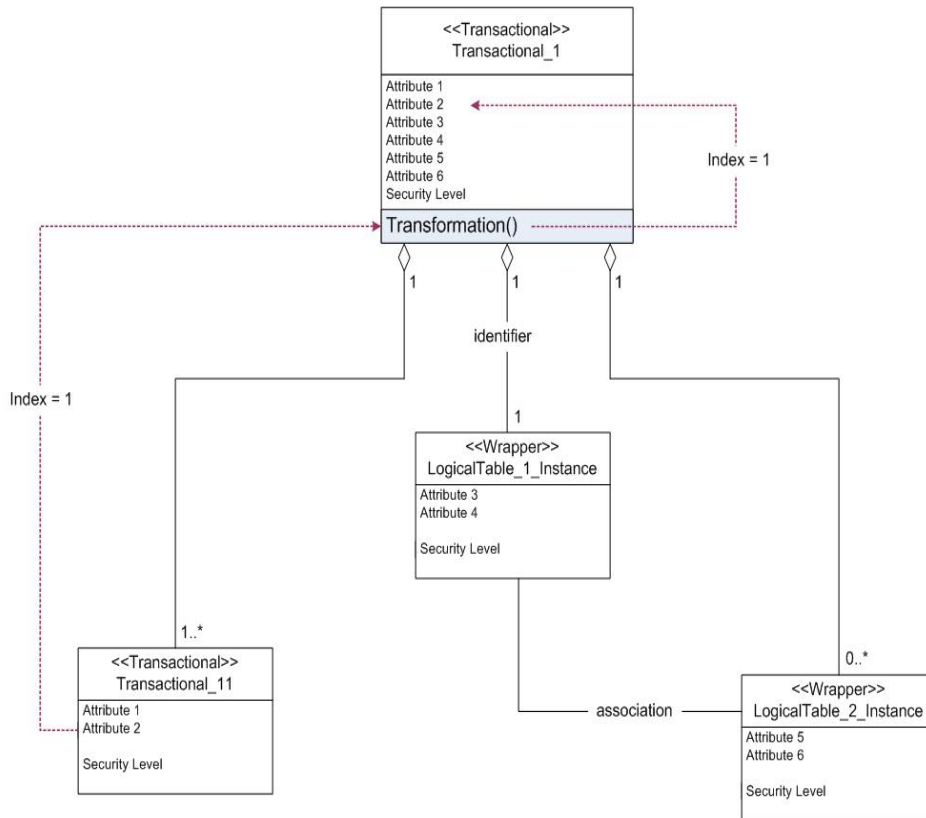 <<Transactional>>
Transactional_1
Attribute 1
Attribute 2
Attribute 3
Attribute 4
Attribute 5
Attribute 6
Security Level
Transformation()
Index = 1
1
1
1
identifier
Index = 1
1
<<Wrapper>>
LogicalTable_1_Instance
Attribute 3
Attribute 4
Security Level
1..*
<<Transactional>>
Transactional_11
Attribute 1
Attribute 2
Security Level
association
0..*
<<Wrapper>>
LogicalTable_2_Instance
Attribute 5
Attribute 6
Security Level